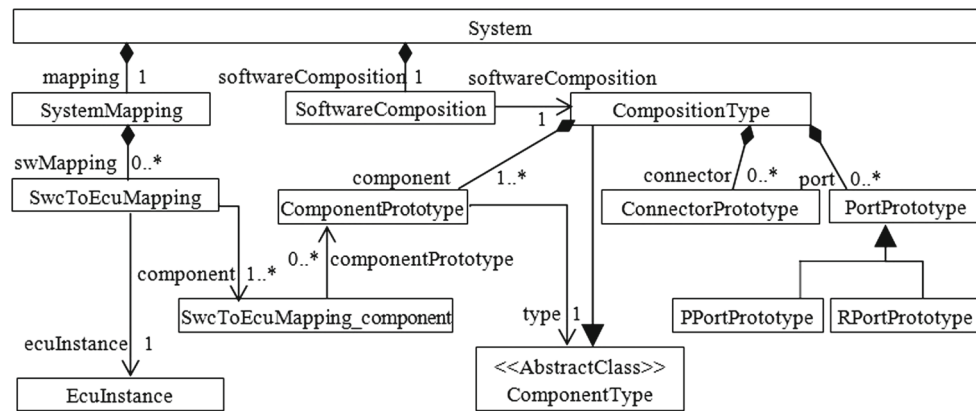 System
mapping 1
softwareComposition 1
softwareComposition
SystemMapping
SoftwareComposition
1
CompositionType
swMapping 0..*
component 1..*
connector 0..*
port 0..*
SwcToEcuMapping
ComponentPrototype
ConnectorPrototype
PortPrototype
component 1..*
0..* componentPrototype
SwcToEcuMapping_component
type 1
PPortPrototype
RPortPrototype
ecuInstance 1
<<AbstractClass>>
ComponentType
EcuInstance